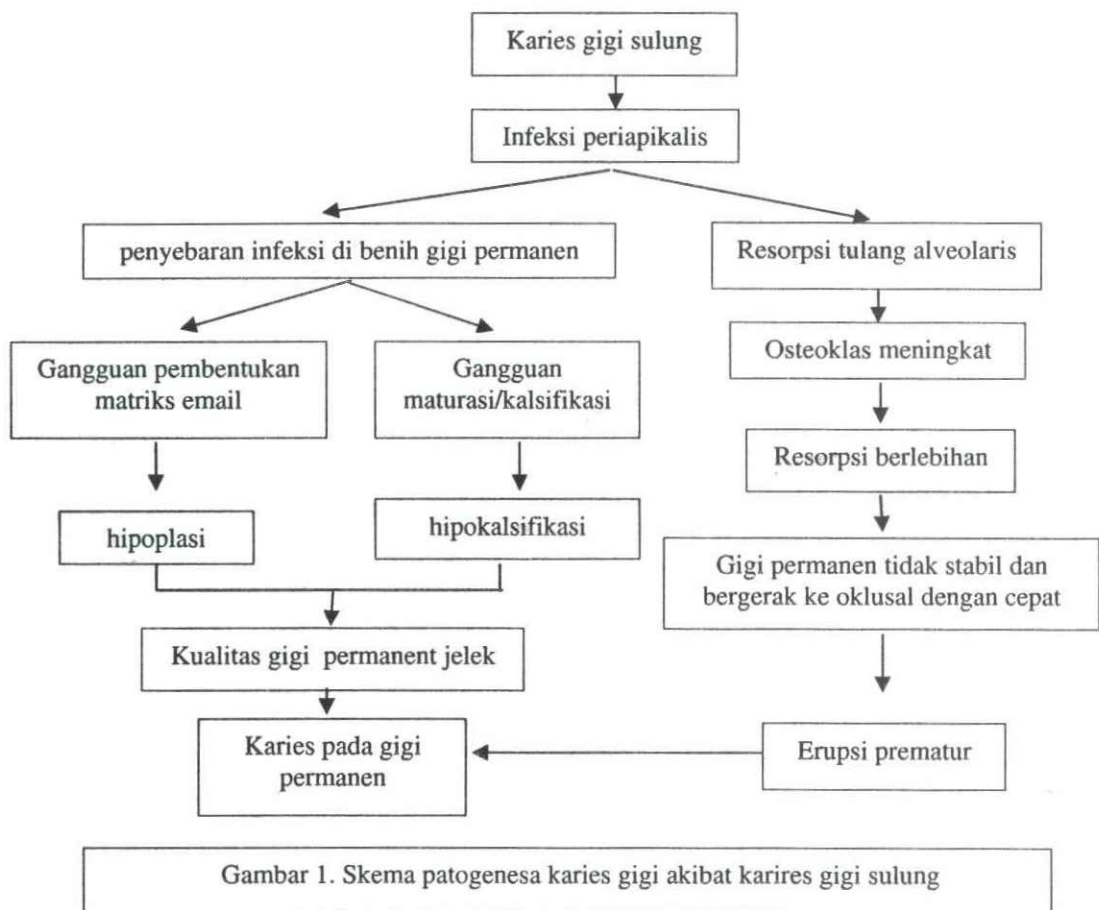 Karies gigi sulung
Infeksi periapikalis
penyebaran infeksi di benih gigi permanen
Resorpsi tulang alveolaris
Gangguan pembentukan
matriks email
Gangguan
maturasi/kalsifikasi
Osteoklas meningkat
Resorpsi berlebihan
hipoplasi
hipokalsifikasi
Gigi permanen tidak stabil dan
bergerak ke oklusal dengan cepat
Kualitas gigi permanent jelek
Karies pada gigi
permanen
Erupsi prematur
Gambar 1. Skema patogenesa karies gigi akibat karires gigi sulung